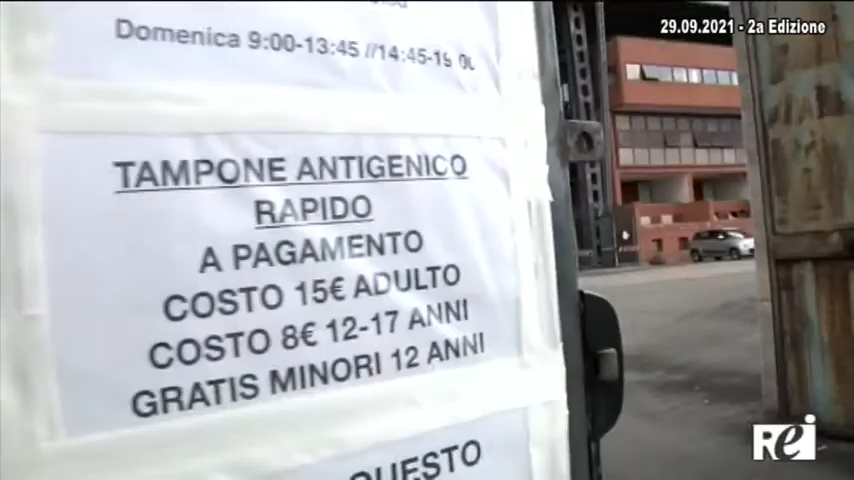 29.09.2021 - 2a Edizione
Domenica 9:00-13:45 //14:45-19:00
TAMPONE ANTIGENICO
RAPIDO
A PAGAMENTO
COSTO 15€ ADULTO
COSTO 8€ 12-17 ANNI
GRATIS MINORI 12 ANNI
QUESTO
Rei